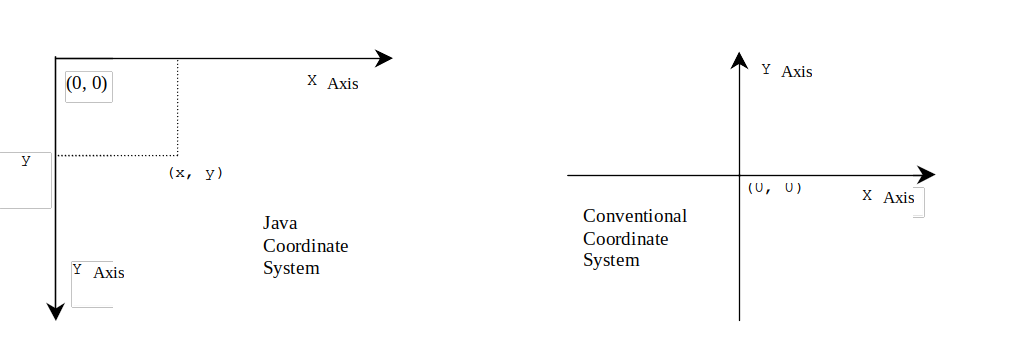 (0, 0)
X Axis
Y
(x, y)
Java
Coordinate
System
Y Axis
Y Axis
(0, 0)
X Axis
Conventional
Coordinate
System